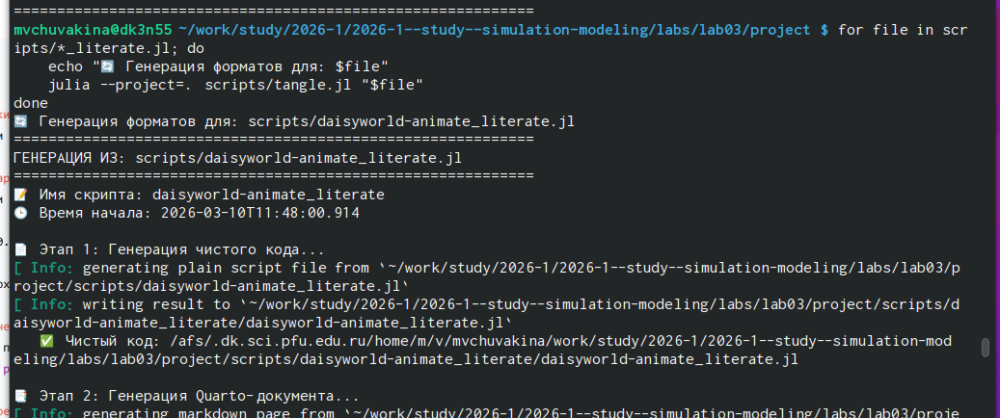 ============================================================
mvchuvakina@dk3n55 ~/work/study/2026-1/2026-1--study--simulation-modeling/labs/lab03/project $ for file in scr
ipts/*_literate.jl; do
    echo "🔄 Генерация форматов для: $file"
    julia --project=. scripts/tangle.jl "$file"
done
🔄 Генерация форматов для: scripts/daisyworld-animate_literate.jl
============================================================
ГЕНЕРАЦИЯ ИЗ: scripts/daisyworld-animate_literate.jl
============================================================
📝 Имя скрипта: daisyworld-animate_literate
🕒 Время начала: 2026-03-10T11:48:00.914

📄 Этап 1: Генерация чистого кода...
[ Info: generating plain script file from `~/work/study/2026-1/2026-1--study--simulation-modeling/labs/lab03/p
roject/scripts/daisyworld-animate_literate.jl`
[ Info: writing result to `~/work/study/2026-1/2026-1--study--simulation-modeling/labs/lab03/project/scripts/d
aisyworld-animate_literate/daisyworld-animate_literate.jl`
   ✅ Чистый код: /afs/.dk.sci.pfu.edu.ru/home/m/v/mvchuvakina/work/study/2026-1/2026-1--study--simulation-mod
eling/labs/lab03/project/scripts/daisyworld-animate_literate/daisyworld-animate_literate.jl

📑 Этап 2: Генерация Quarto-документа...
[ Info: generating markdown page from `~/work/study/2026-1/2026-1--study--simulation-modeling/labs/lab03/proje